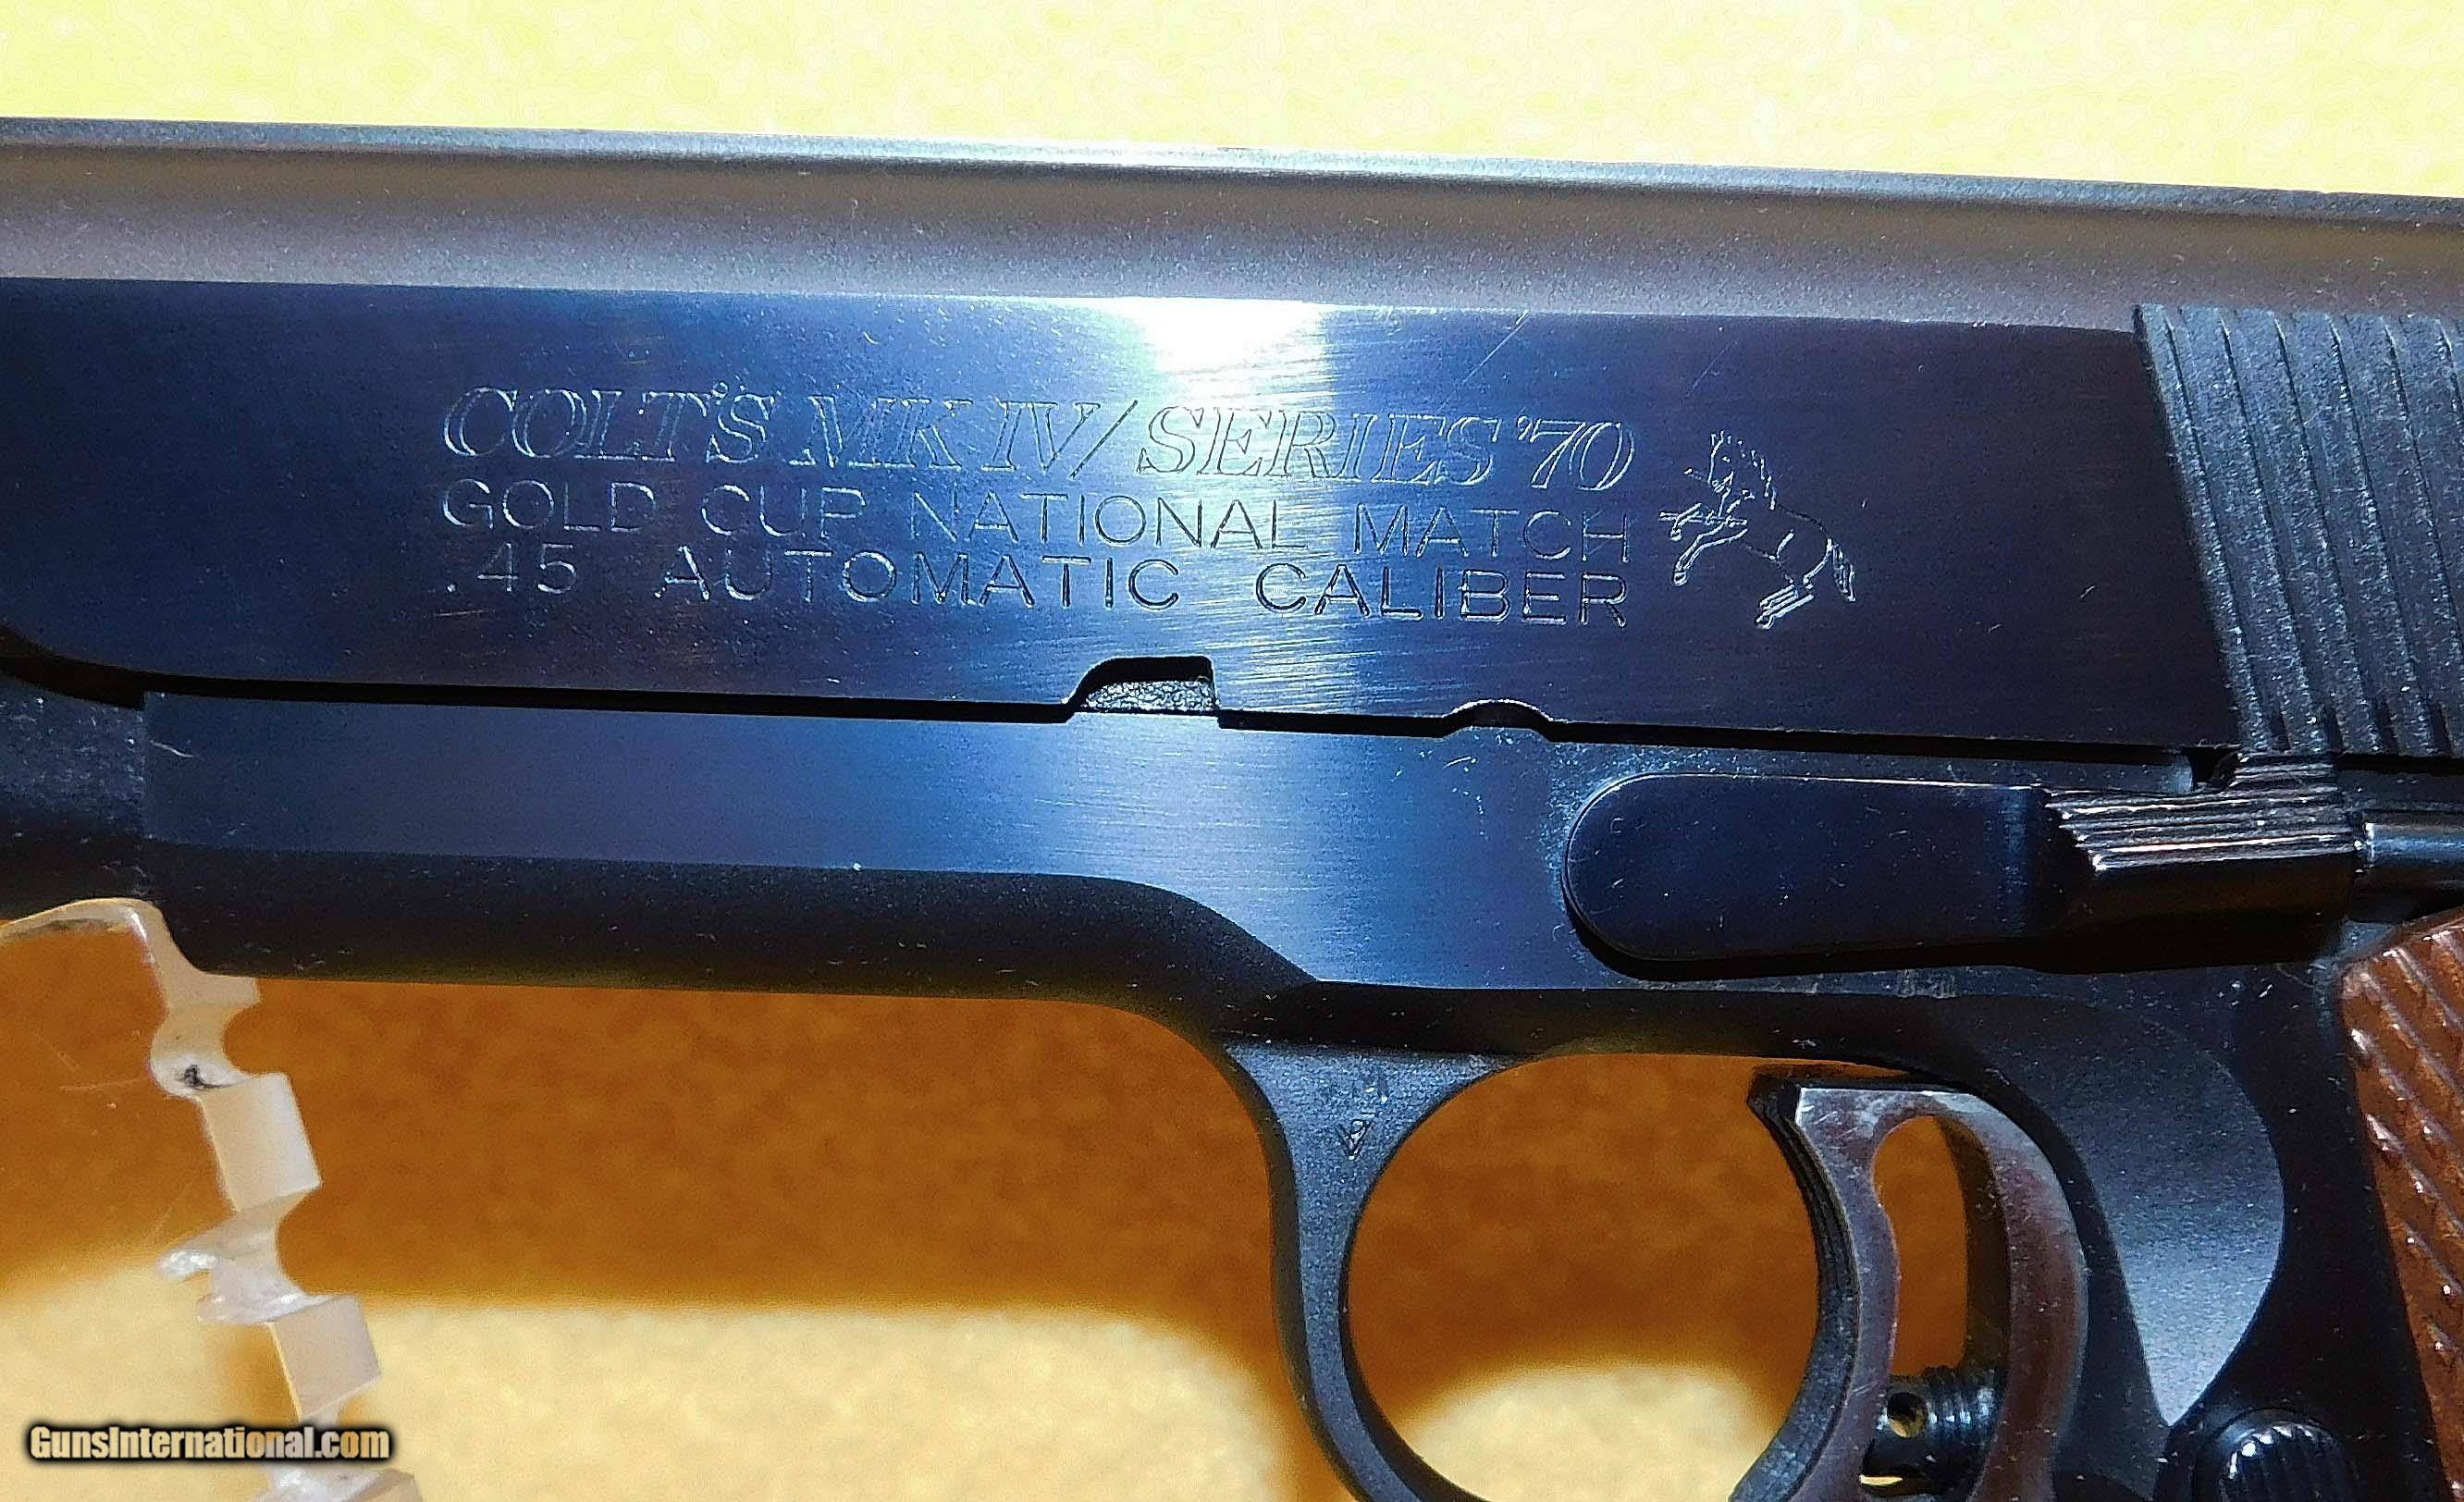 COLT'S MK IV/SERIES '70
GOLD CUP NATIONAL MATCH
.45 AUTOMATIC CALIBER
GunsInternational.com